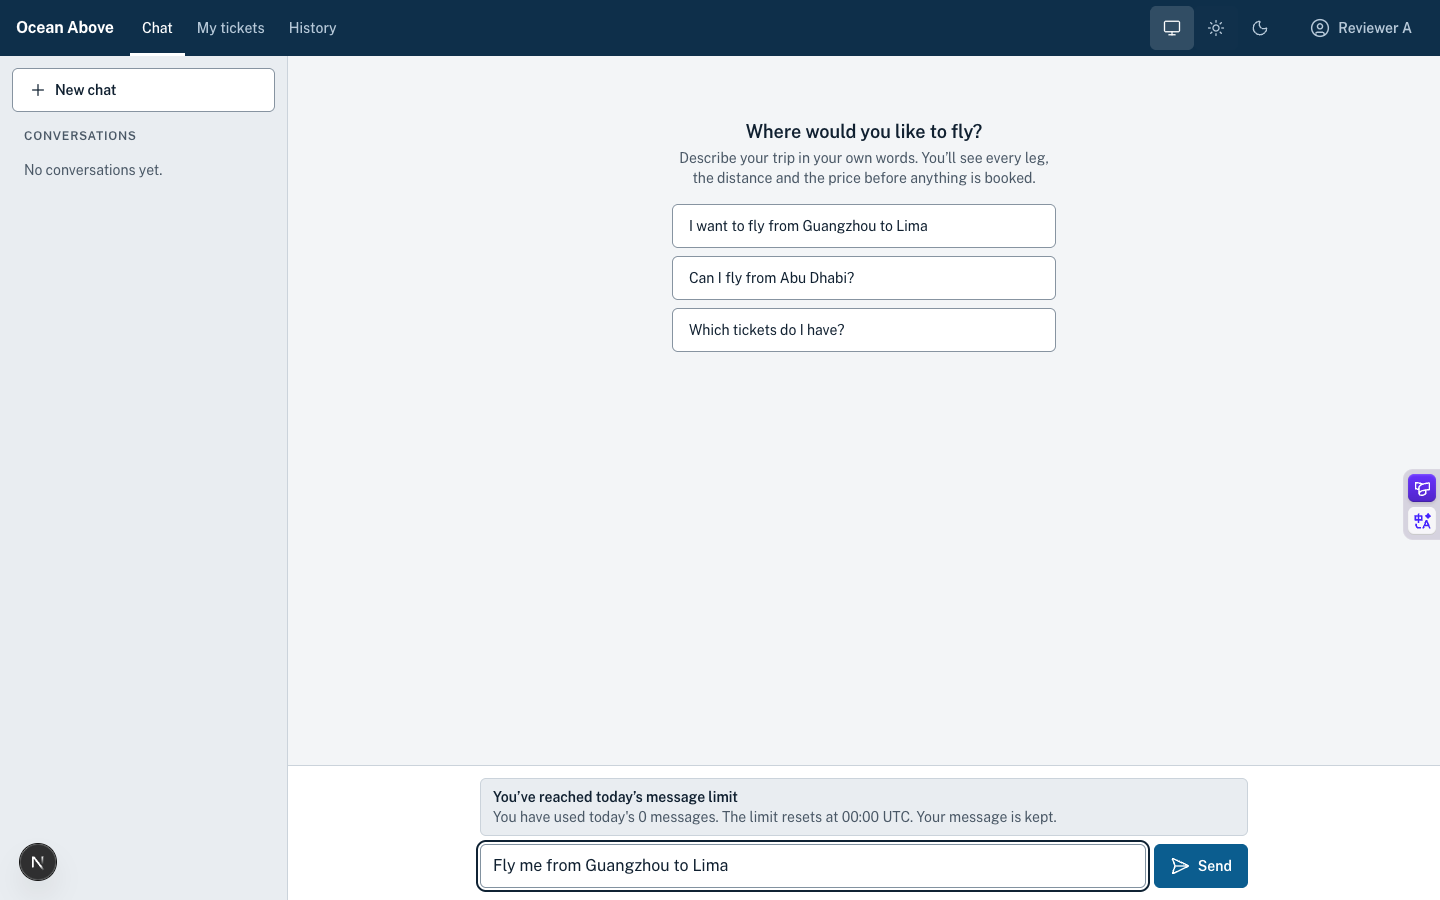 Ocean Above
Chat
My tickets
History
Reviewer A
New chat
CONVERSATIONS
No conversations yet.
Where would you like to fly?
Describe your trip in your own words. You’ll see every leg,
the distance and the price before anything is booked.
I want to fly from Guangzhou to Lima
Can I fly from Abu Dhabi?
Which tickets do I have?
You’ve reached today’s message limit
You have used today’s 0 messages. The limit resets at 00:00 UTC. Your message is kept.
Fly me from Guangzhou to Lima
Send
N
中A